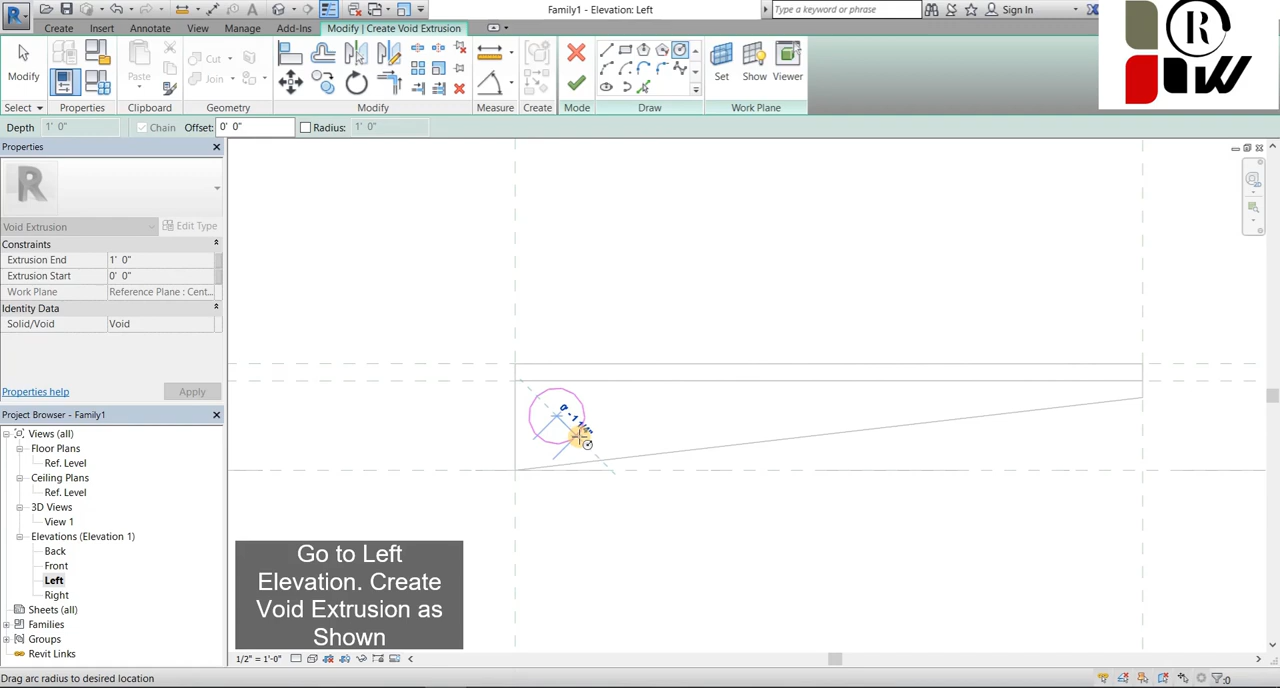 Family1 - Elevation: Left
Type a keyword or phrase
Sign In
Create
Insert
Annotate
View
Manage
Add-Ins
Modify | Create Void Extrusion
Modify
Select
Properties
Paste
Clipboard
Cut
Join
Geometry
Modify
Measure
Create
Mode
Draw
Set
Show
Viewer
Work Plane
R
W
Depth
1' 0"
Chain
Offset:
0' 0"
Radius:
1' 0"
Properties
R
Void Extrusion
Edit Type
Constraints
Extrusion End
1' 0"
Extrusion Start
0' 0"
Work Plane
Reference Plane : Cent...
Identity Data
Solid/Void
Void
Properties help
Apply
Project Browser - Family1
Views (all)
Floor Plans
Ref. Level
Ceiling Plans
Ref. Level
3D Views
View 1
Elevations (Elevation 1)
Back
Front
Left
Right
Sheets (all)
Families
Groups
Revit Links
Go to Left
Elevation. Create
Void Extrusion as
Shown
1/2" = 1'-0"
Drag arc radius to desired location
:0